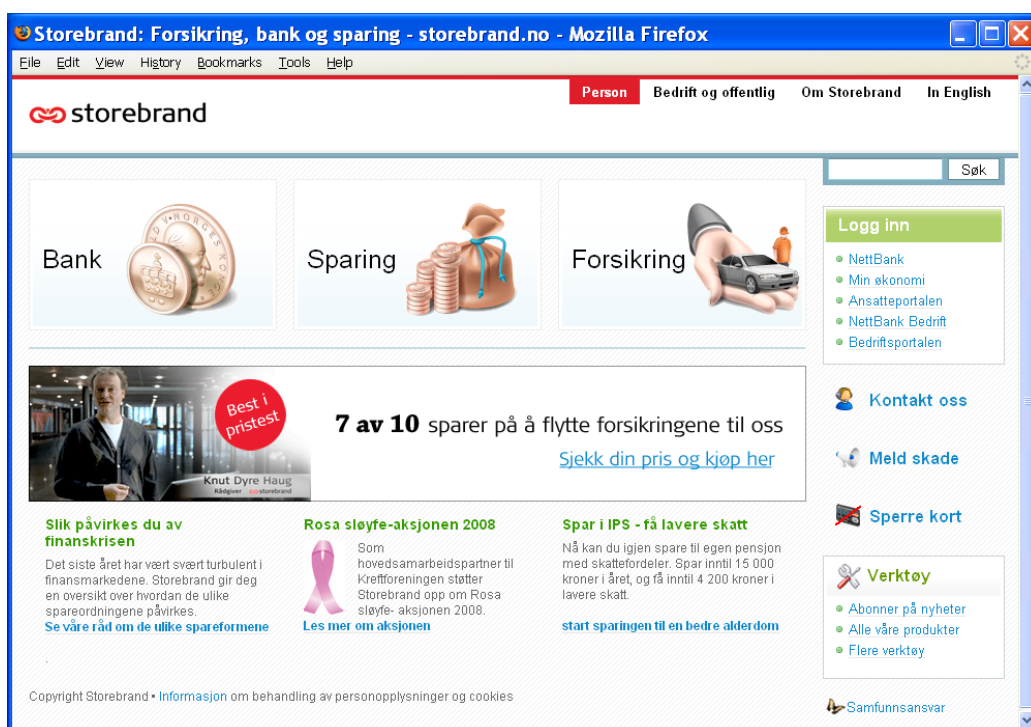 Storebrand: Forsikring, bank og sparing - storebrand.no - Mozilla Firefox
File Edit View History Bookmarks Tools Help
Person Bedrift og offentlig Om Storebrand In English
storebrand
Søk
Bank
Sparing
Forsikring
Logg inn
NettBank
Min økonomi
Ansatteportalen
NettBank Bedrift
Bedriftsportalen
Best i
pristest
7 av 10 sparer på å flytte forsikringene til oss
Sjekk din pris og kjøp her
Knut Dyre Haug
Rådgiver storebrand
Kontakt oss
Meld skade
Sperre kort
Slik påvirkes du av
finanskrisen
Det siste året har vært svært turbulent i
finansmarkedene. Storebrand gir deg
en oversikt over hvordan de ulike
spareordningene påvirkes.
Se våre råd om de ulike spareformene
Rosa sløyfe-aksjonen 2008
Som
hovedsamarbeidspartner til
Kreftforeningen støtter
Storebrand opp om Rosa
sløyfe- aksjonen 2008.
Les mer om aksjonen
Spar i IPS - få lavere skatt
Nå kan du igjen spare til egen pensjon
med skattefordeler. Spar inntil 15 000
kroner i året, og få inntil 4 200 kroner i
lavere skatt.
start sparingen til en bedre alderdom
Verktøy
Abonner på nyheter
Alle våre produkter
Flere verktøy
Samfunnsansvar
.
Copyright Storebrand • Informasjon om behandling av personopplysninger og cookies